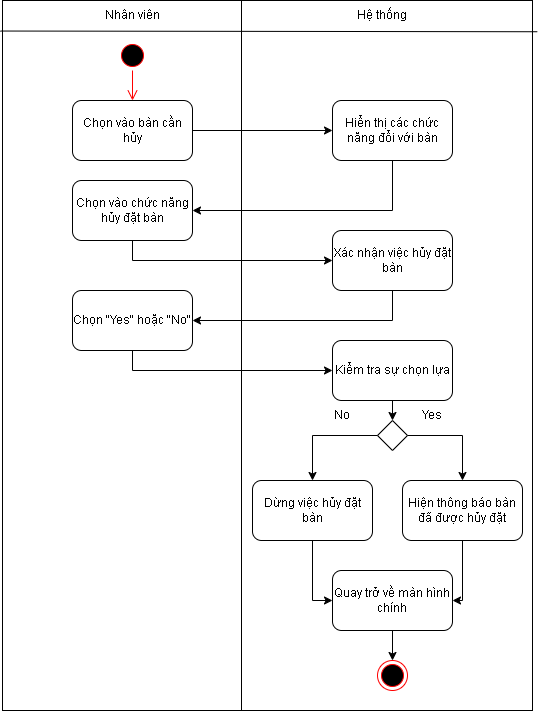 Nhân viên
Hệ thống
Chọn vào bàn cần
hủy
Hiển thị các chức
năng đổi với bàn
Chọn vào chức năng
hủy đặt bàn
Xác nhận việc hủy đặt
bàn
Chọn "Yes" hoặc "No"
Kiểm tra sự chọn lựa
No
Yes
Dừng việc hủy đặt
bàn
Hiện thông báo bàn
đã được hủy đặt
Quay trở về màn hình
chính